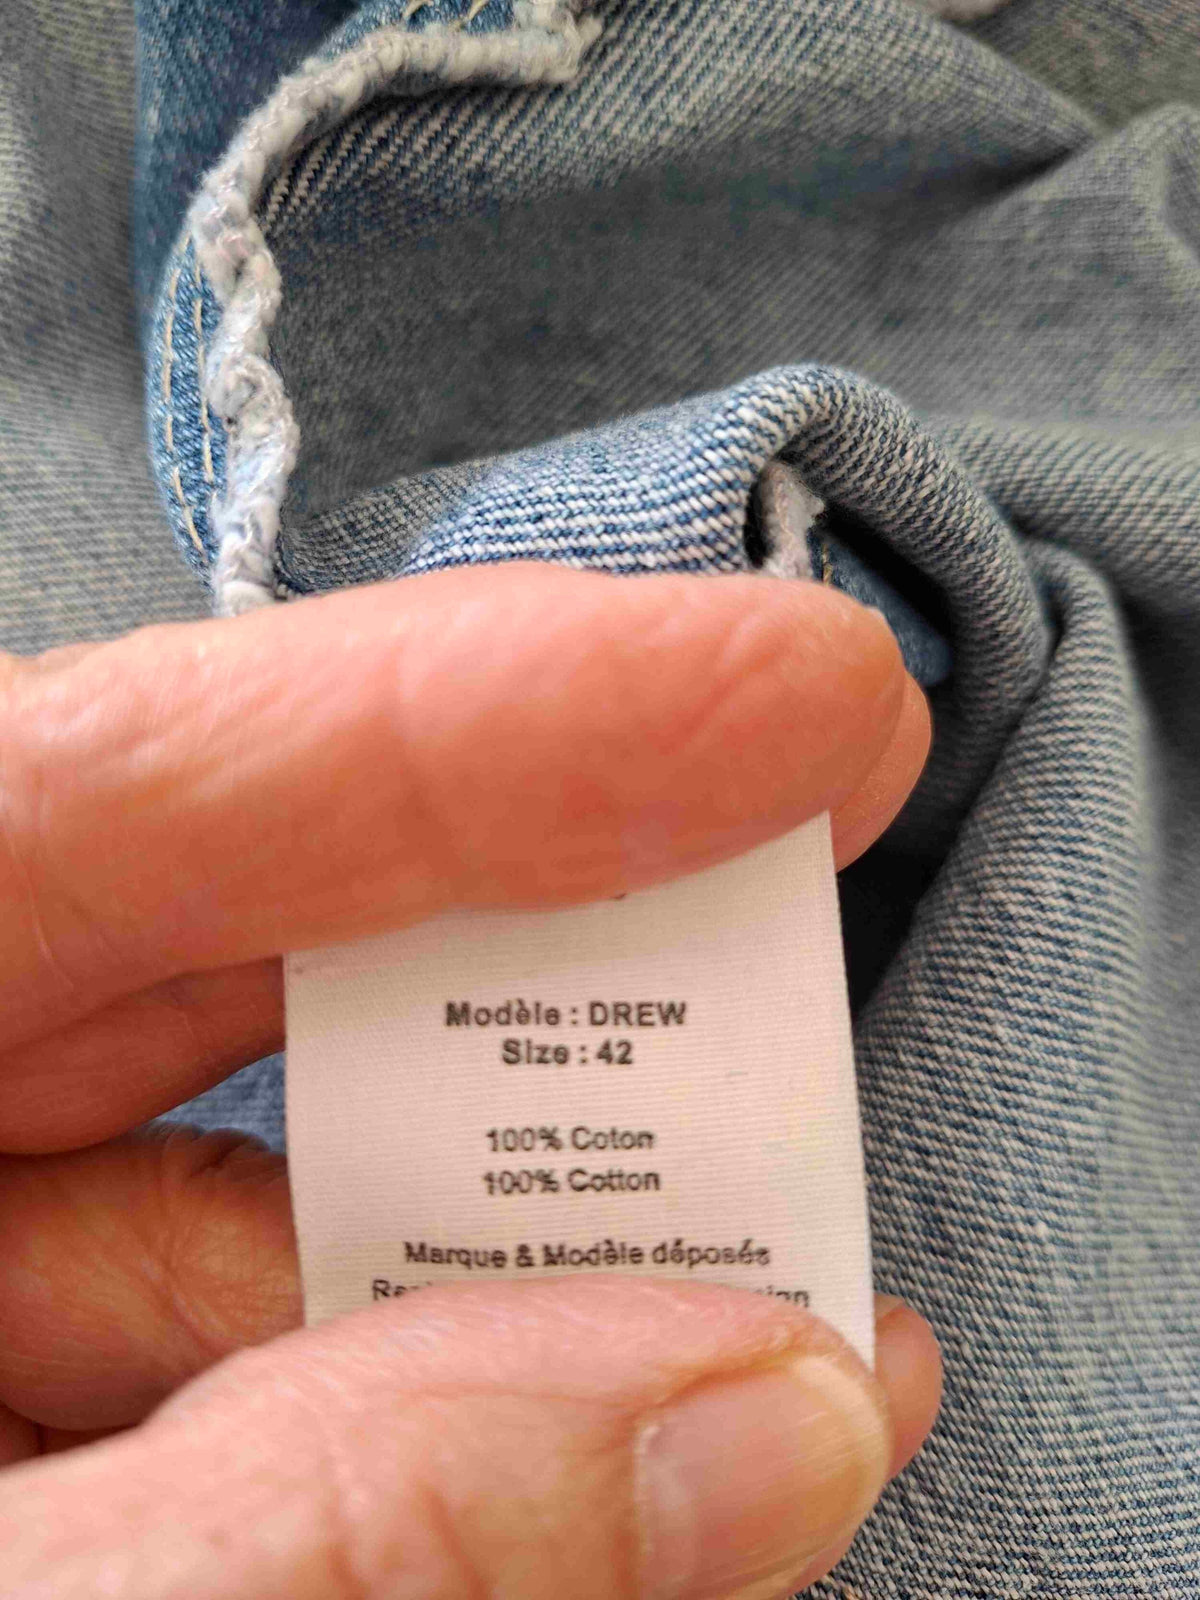 Modèle : DREW
Size : 42
100% Coton
100% Cotton
Marque & Modèle déposés